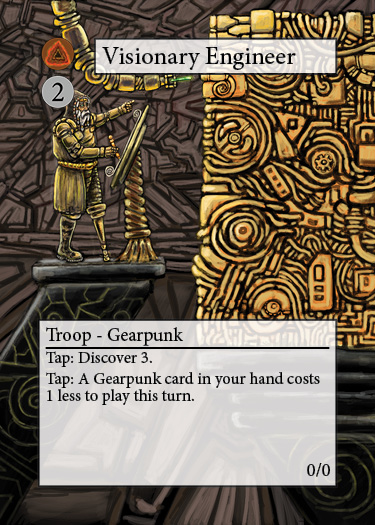 Visionary Engineer
2
Troop - Gearpunk
Tap: Discover 3.
Tap: A Gearpunk card in your hand costs
1 less to play this turn.
0/0